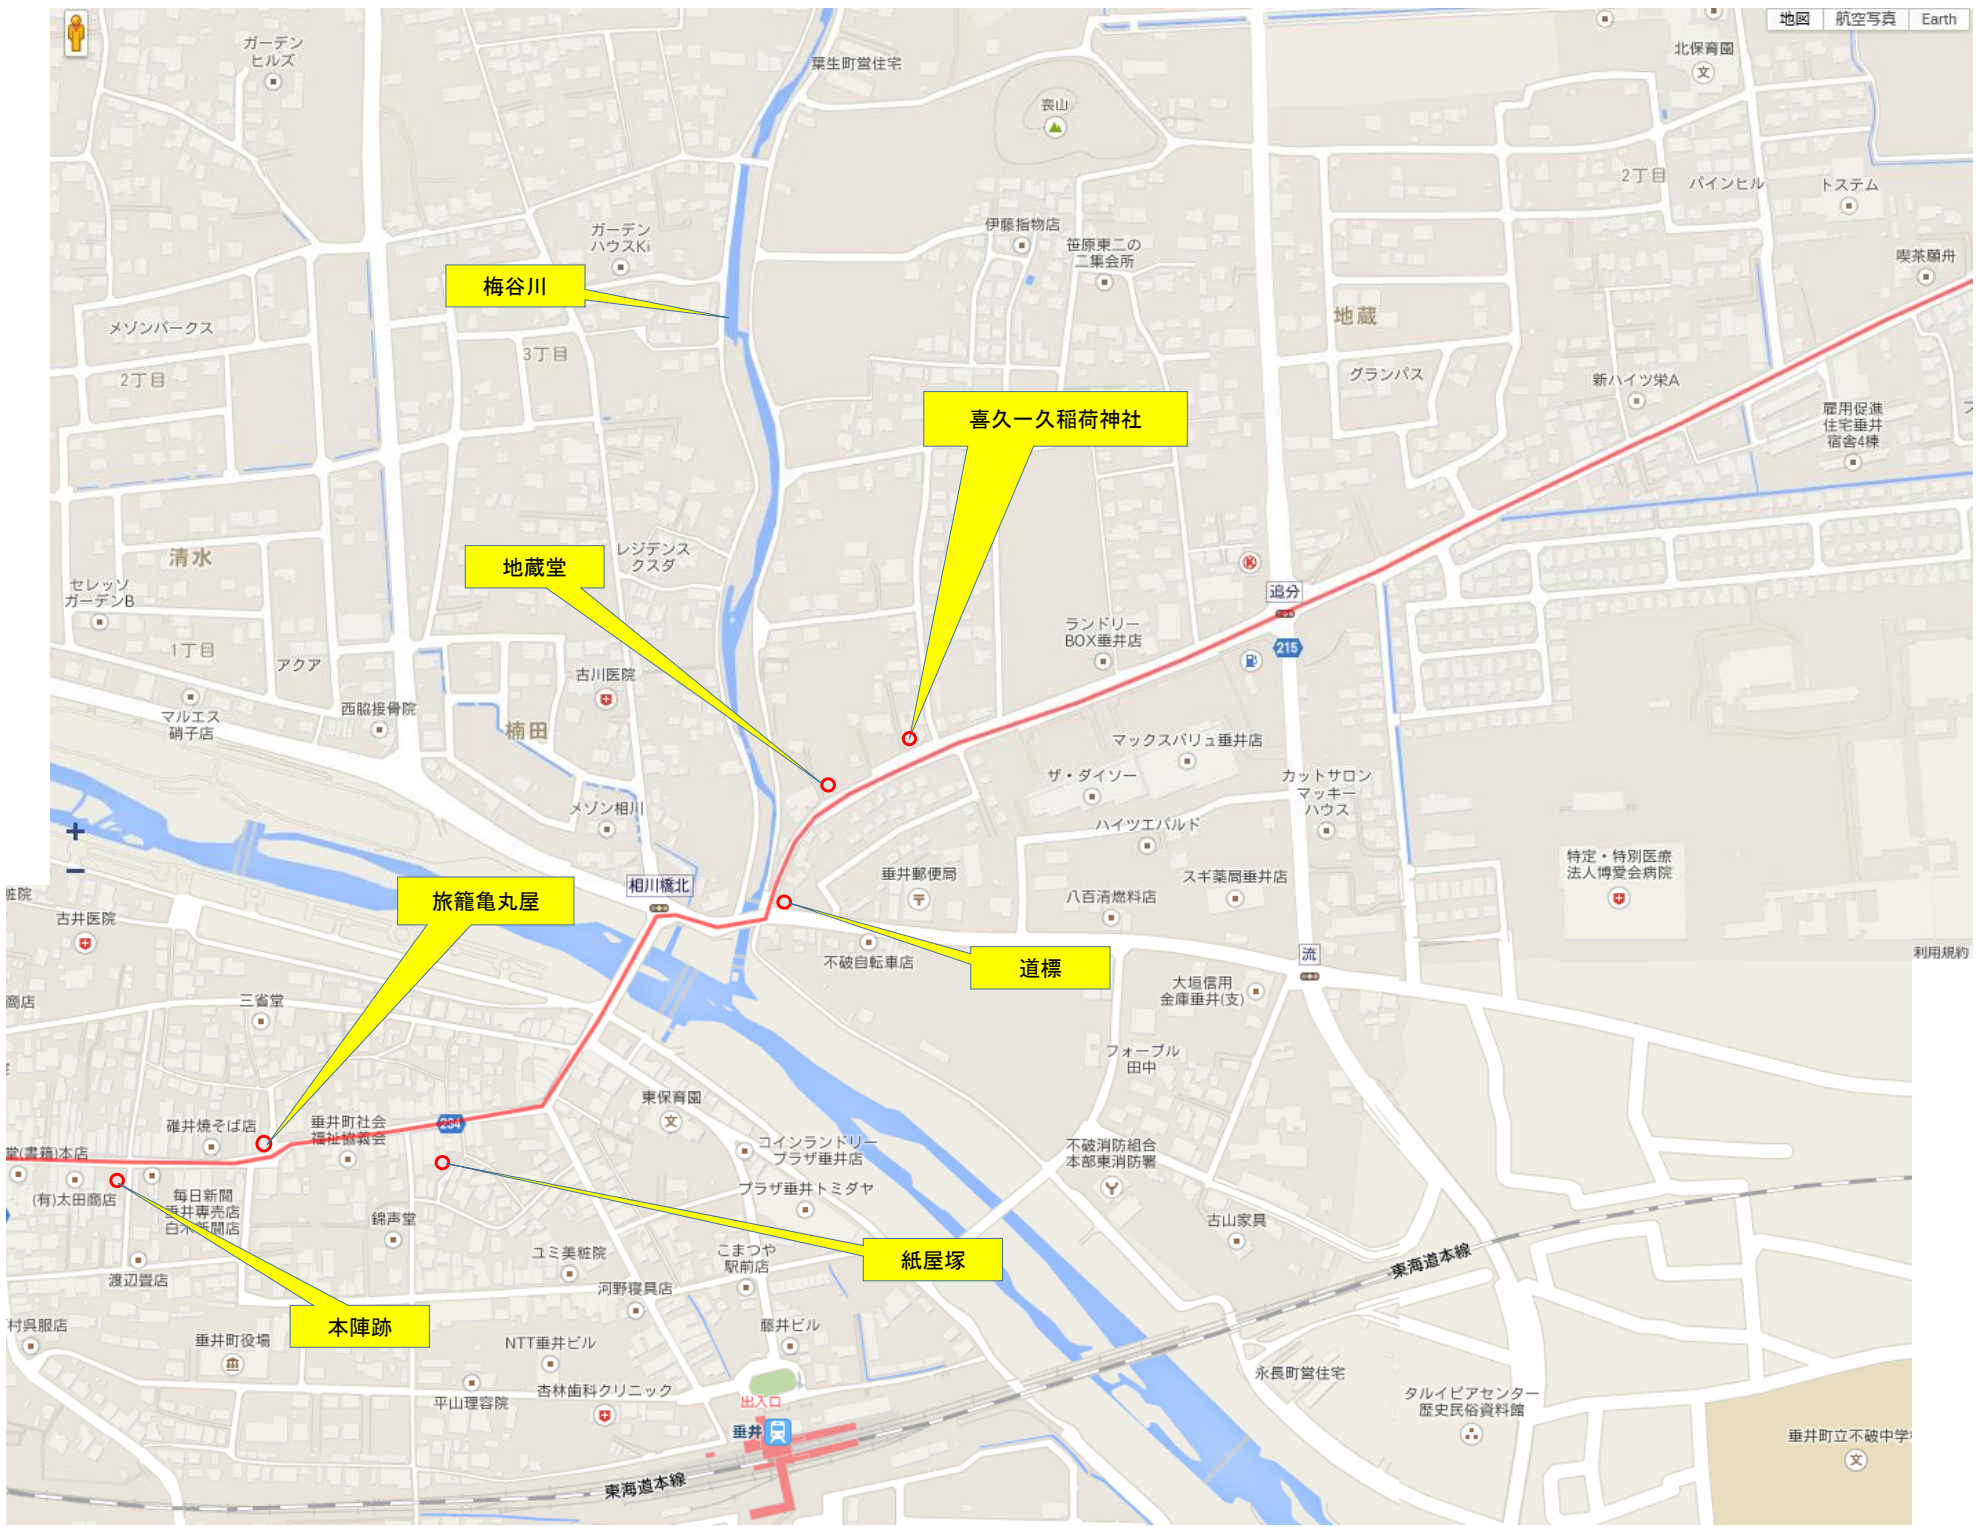 地図
航空写真
Earth
ガーデン
ヒルズ
葉生町営住宅
北保育園
喪山
2丁目
パインヒル
トステム
ガーデン
ハウスKi
伊藤指物店
笹原東二の
二集会所
喫茶願舟
梅谷川
メゾンパークス
3丁目
地蔵
2丁目
グランパス
新ハイツ栄A
雇用促進
住宅垂井
宿舎4棟
喜久一久稲荷神社
清水
レジデンス
クスダ
地蔵堂
セレッソ
ガーデンB
追分
215
ランドリー
BOX垂井店
1丁目
アクア
古川医院
マルエス
硝子店
西脇接骨院
楠田
マックスバリュ垂井店
ザ・ダイソー
カットサロン
マッキー
ハウス
メゾン相川
ハイツエバルド
特定・特別医療
法人博愛会病院
相川橋北
垂井郵便局
スギ薬局垂井店
八百清燃料店
粧院
古井医院
旅籠亀丸屋
不破自転車店
道標
流
利用規約
大垣信用
金庫垂井(支)
商店
三省堂
フォーブル
田中
東保育園
碓井焼そば店
垂井町社会
福祉協議会
234
コインランドリー
プラザ垂井店
不破消防組合
本部東消防署
堂(書籍)本店
(有)太田商店
毎日新聞
垂井専売店
白木新聞店
プラザ垂井トミダヤ
錦声堂
古山家具
ユミ美粧院
こまつや
駅前店
紙屋塚
東海道本線
渡辺畳店
河野寝具店
本陣跡
村呉服店
垂井町役場
NTT垂井ビル
藤井ビル
永長町営住宅
平山理容院
杏林歯科クリニック
出入口
タルイピアセンター
歴史民俗資料館
垂井
垂井町立不破中学
東海道本線